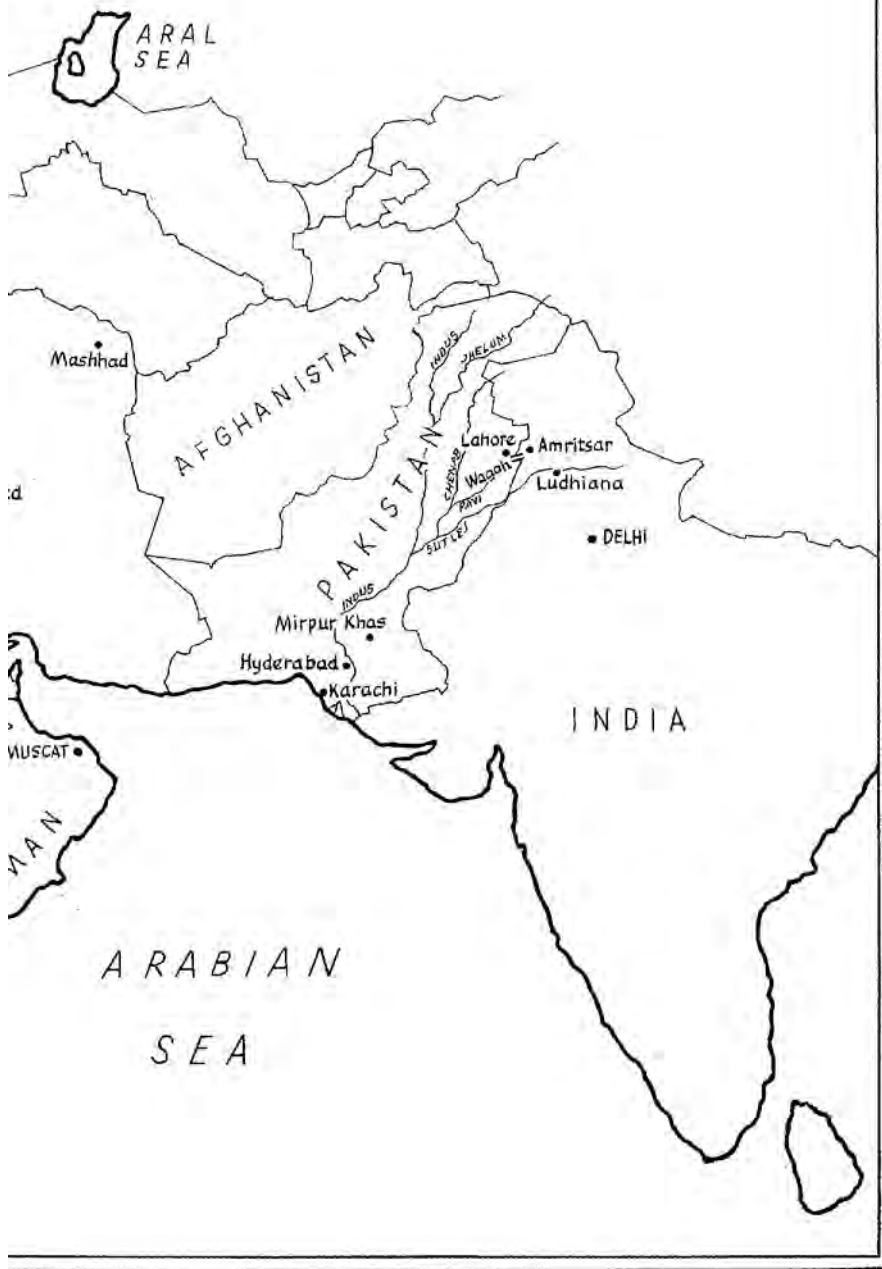 ARAL
SEA
Mashhad
AFGHANISTAN
INDUS
JHELUM
PAKISTAN
CHENAB
Lahore
Wagah
Amritsar
Ludhiana
RAVI
SUTLEJ
DELHI
INDUS
Mirpur Khas
Hyderabad
Karachi
INDIA
MUSCAT
MAN
ARABIAN
SEA
d